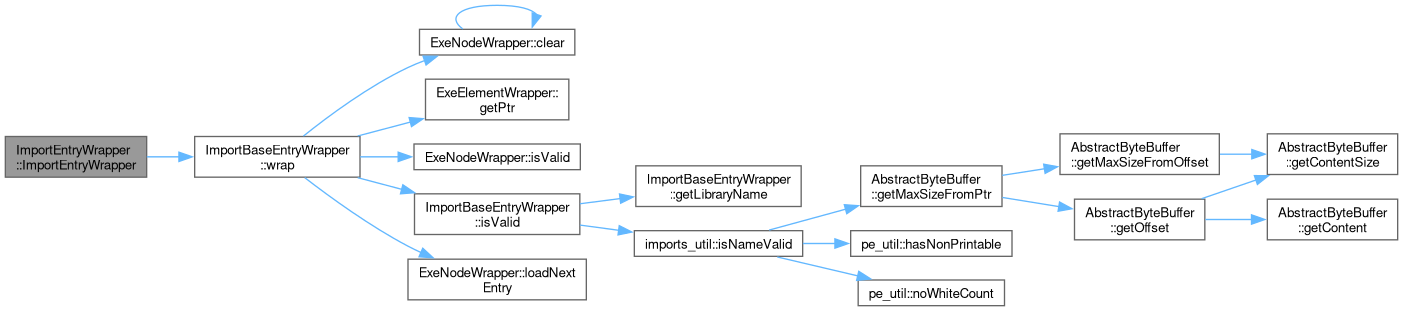 ImportEntryWrapper
::ImportEntryWrapper
ImportBaseEntryWrapper
::wrap
ExeNodeWrapper::clear
ExeElementWrapper::
getPtr
ExeNodeWrapper::isValid
ImportBaseEntryWrapper
::isValid
ExeNodeWrapper::loadNext
Entry
ImportBaseEntryWrapper
::getLibraryName
imports_util::isNameValid
AbstractByteBuffer
::getMaxSizeFromPtr
pe_util::hasNonPrintable
pe_util::noWhiteCount
AbstractByteBuffer
::getMaxSizeFromOffset
AbstractByteBuffer
::getOffset
AbstractByteBuffer
::getContentSize
AbstractByteBuffer
::getContent